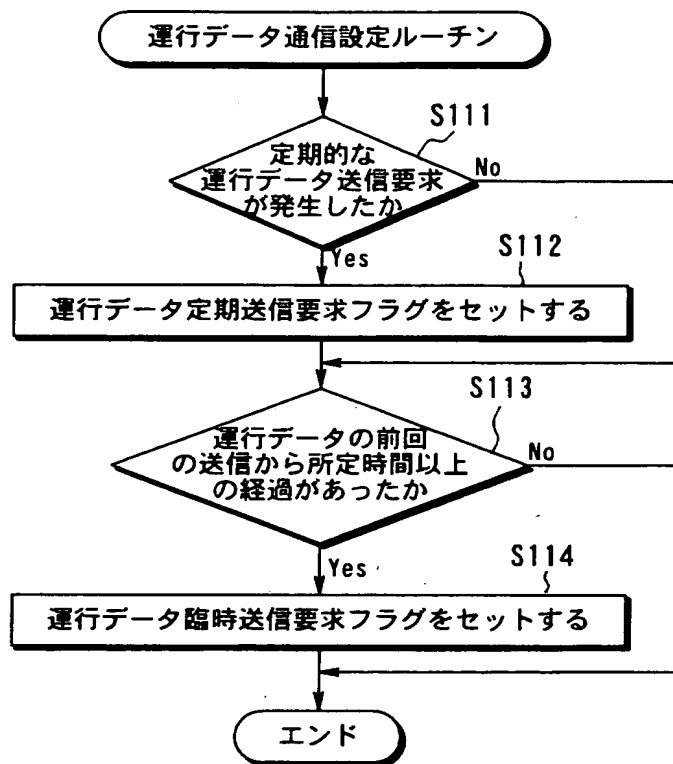 運行データ通信設定ルーチン
S111
定期的な
運行データ送信要求
が発生したか
No
Yes
S112
運行データ定期送信要求フラグをセットする
S113
運行データの前回
の送信から所定時間以上
の経過があったか
No
Yes
S114
運行データ臨時送信要求フラグをセットする
エンド